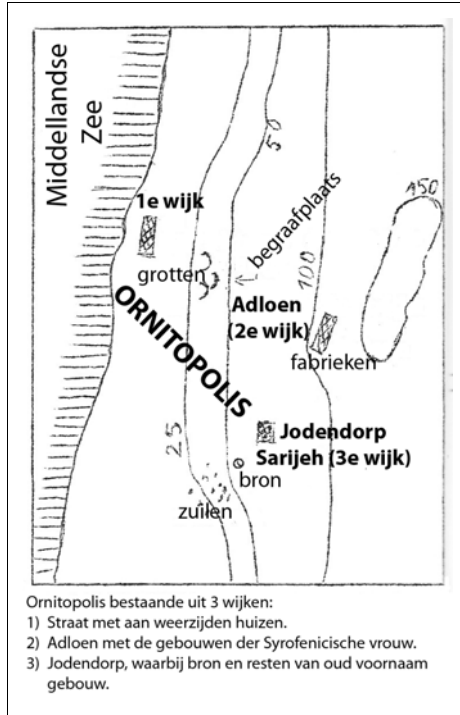 Middellandse
Zee
50
150
begraafplaats
1e wijk
grotten
100
Adloen
(2e wijk)
ORNITOPOLIS
fabrieken
25
Jodendorp
Sarijeh (3e wijk)
bron
zuilen
Ornitopolis bestaande uit 3 wijken:
1) Straat met aan weerzijden huizen.
2) Adloen met de gebouwen der Syrofenicische vrouw.
3) Jodendorp, waarbij bron en resten van oud voornaam
gebouw.